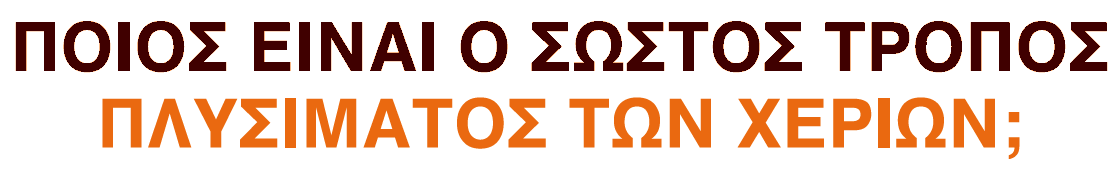 ΠΟΙΟΣ ΕΙΝΑΙ Ο ΣΩΣΤΟΣ ΤΡΟΠΟΣ
ΠΛΥΣΙΜΑΤΟΣ ΤΩΝ ΧΕΡΙΩΝ;